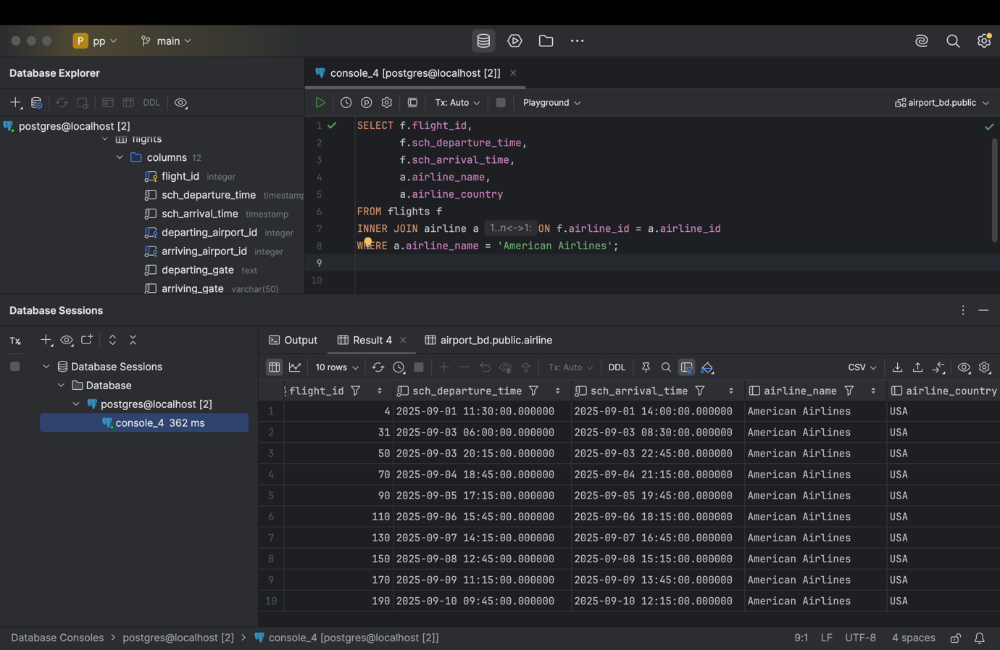 P pp main
Database Explorer
console_4 [postgres@localhost [2]]
DDL
Tx: Auto
Playground
airport_bd.public
postgres@localhost [2]
flights
columns 12
flight_id integer
sch_departure_time timestamp
sch_arrival_time timestamp
departing_airport_id integer
arriving_airport_id integer
departing_gate text
arriving_gate varchar(50)
1 SELECT f.flight_id,
2 f.sch_departure_time,
3 f.sch_arrival_time,
4 a.airline_name,
5 a.airline_country
6 FROM flights f
7 INNER JOIN airline a 1..n<->1: ON f.airline_id = a.airline_id
8 WHERE a.airline_name = 'American Airlines';
9
10
Database Sessions
Tx
Database Sessions
Database
postgres@localhost [2]
console_4 362 ms
Output Result 4 airport_bd.public.airline
10 rows Tx: Auto DDL CSV
flight_id sch_departure_time sch_arrival_time airline_name airline_country
1 4 2025-09-01 11:30:00.000000 2025-09-01 14:00:00.000000 American Airlines USA
2 31 2025-09-03 06:00:00.000000 2025-09-03 08:30:00.000000 American Airlines USA
3 50 2025-09-03 20:15:00.000000 2025-09-03 22:45:00.000000 American Airlines USA
4 70 2025-09-04 18:45:00.000000 2025-09-04 21:15:00.000000 American Airlines USA
5 90 2025-09-05 17:15:00.000000 2025-09-05 19:45:00.000000 American Airlines USA
6 110 2025-09-06 15:45:00.000000 2025-09-06 18:15:00.000000 American Airlines USA
7 130 2025-09-07 14:15:00.000000 2025-09-07 16:45:00.000000 American Airlines USA
8 150 2025-09-08 12:45:00.000000 2025-09-08 15:15:00.000000 American Airlines USA
9 170 2025-09-09 11:15:00.000000 2025-09-09 13:45:00.000000 American Airlines USA
10 190 2025-09-10 09:45:00.000000 2025-09-10 12:15:00.000000 American Airlines USA
Database Consoles > postgres@localhost [2] > console_4 [postgres@localhost [2]] 9:1 LF UTF-8 4 spaces